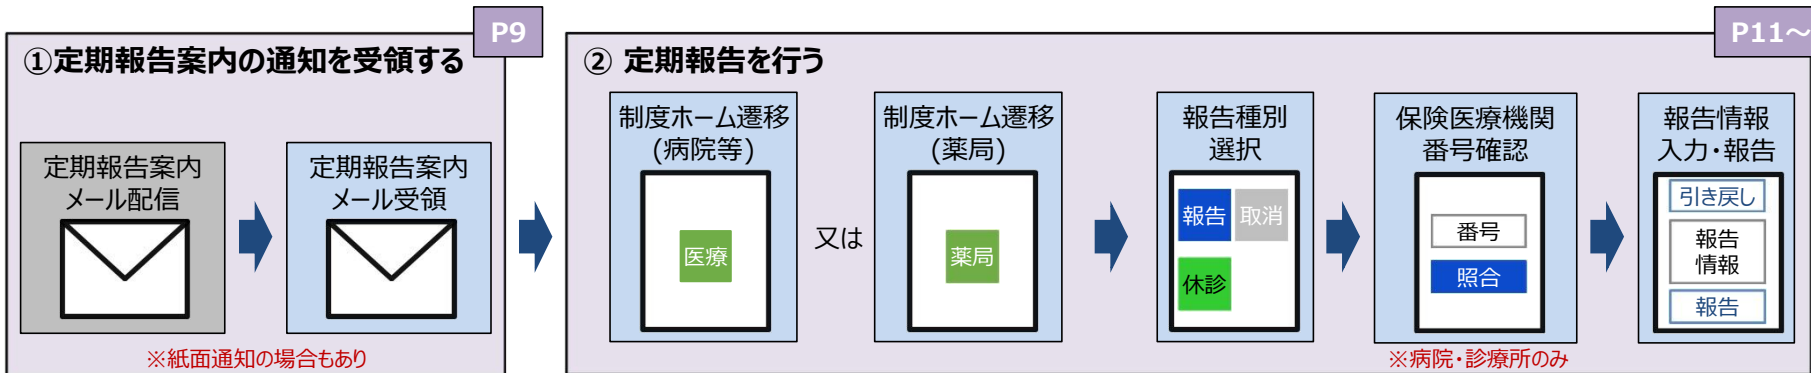 P9
①定期報告案内の通知を受領する
定期報告案内
メール配信
定期報告案内
メール受領
※紙面通知の場合もあり
P11～
② 定期報告を行う
制度ホーム遷移
(病院等)
医療
又は
制度ホーム遷移
(薬局)
薬局
報告種別
選択
報告 取消
休診
保険医療機関
番号確認
番号
照合
※病院・診療所のみ
報告情報
入力・報告
引き戻し
報告
情報
報告